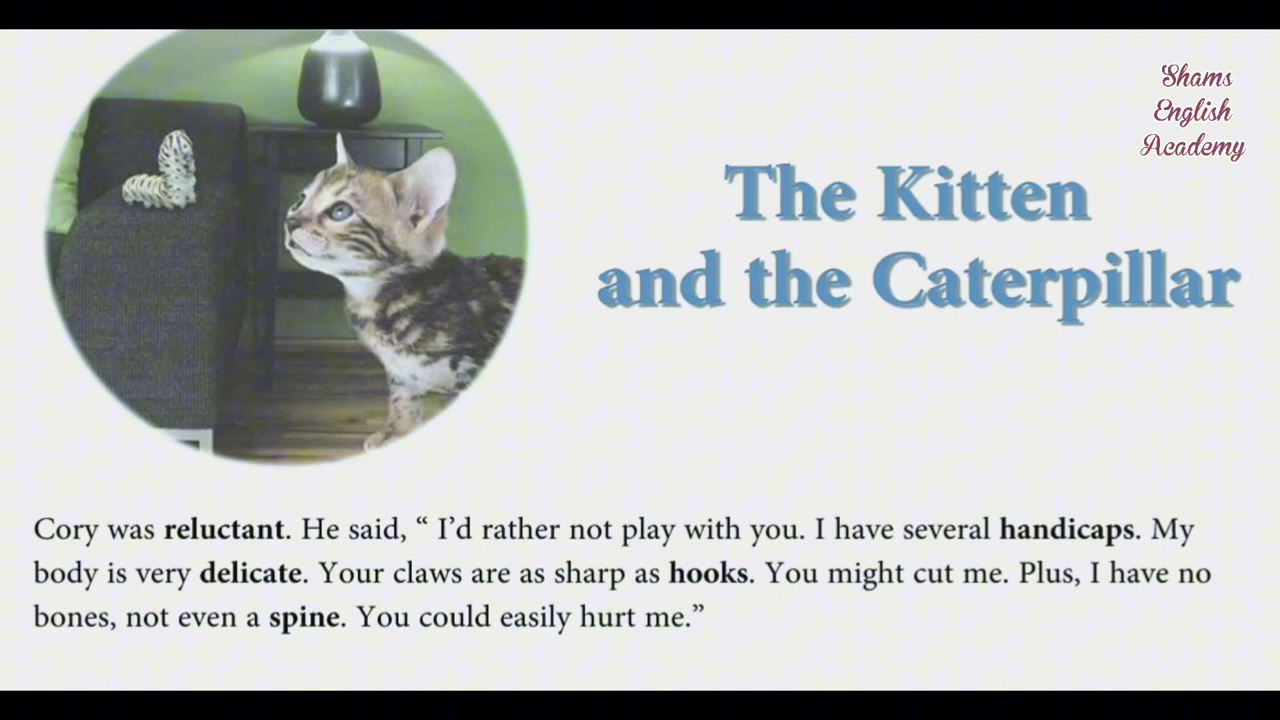 Shams
English
Academy
The Kitten
and the Caterpillar
Cory was reluctant. He said, “ I’d rather not play with you. I have several handicaps. My
body is very delicate. Your claws are as sharp as hooks. You might cut me. Plus, I have no
bones, not even a spine. You could easily hurt me.”